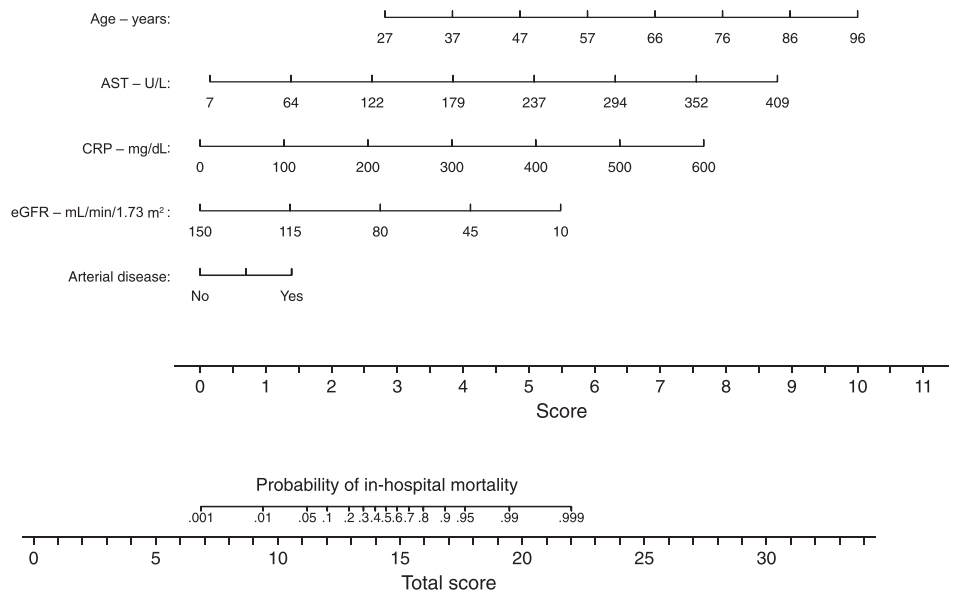 Age – years:
27 37 47 57 66 76 86 96
AST – U/L:
7 64 122 179 237 294 352 409
CRP – mg/dL:
0 100 200 300 400 500 600
eGFR – mL/min/1.73 m²:
150 115 80 45 10
Arterial disease:
No Yes
0 1 2 3 4 5 6 7 8 9 10 11
Score
Probability of in-hospital mortality
.001 .01 .05 .1 .2 .3 .4 .5 .6 .7 .8 .9 .95 .99 .999
0 5 10 15 20 25 30
Total score